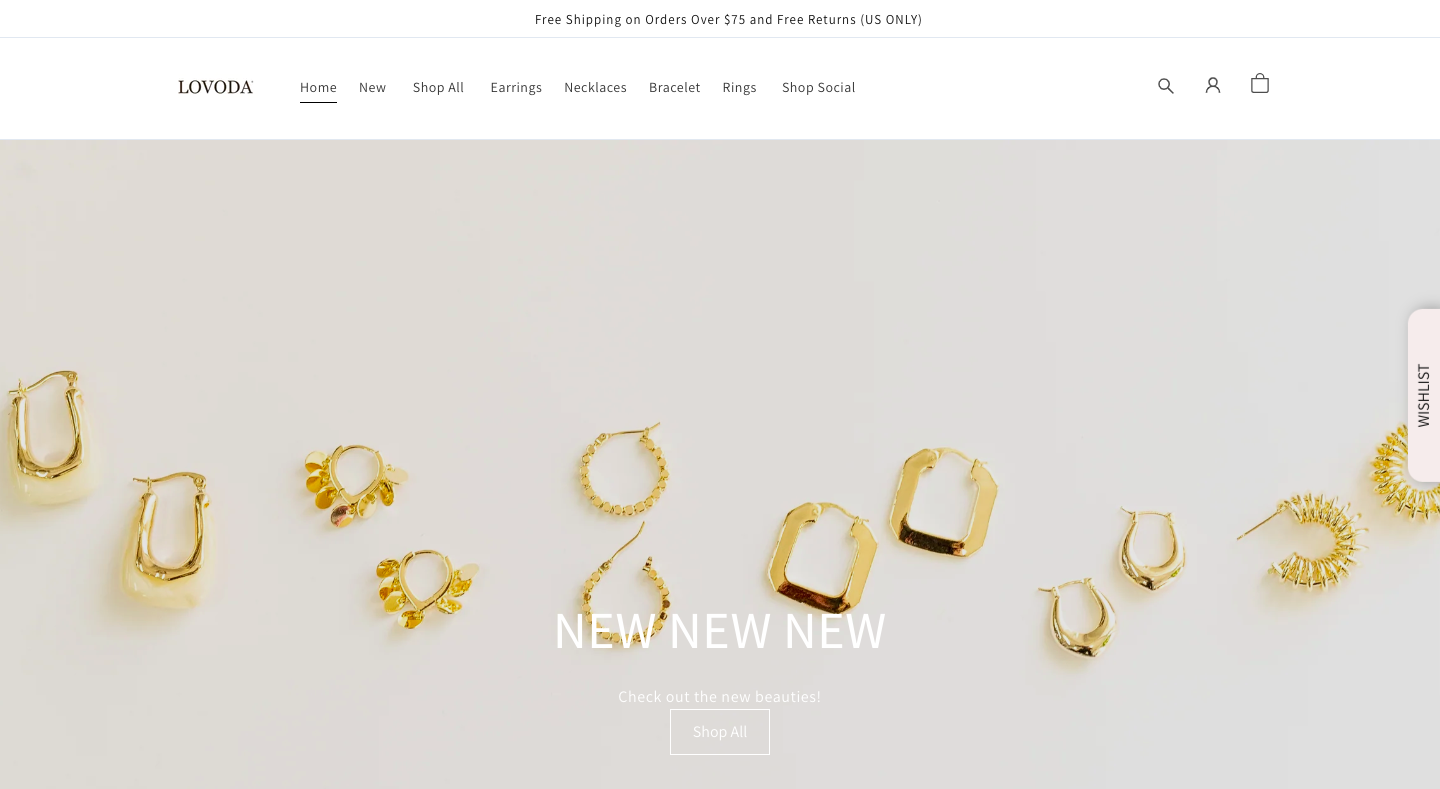 Free Shipping on Orders Over $75 and Free Returns (US ONLY)
LOVODA
Home New Shop All Earrings Necklaces Bracelet Rings Shop Social
WISHLIST
NEW NEW NEW
Check out the new beauties!
Shop All